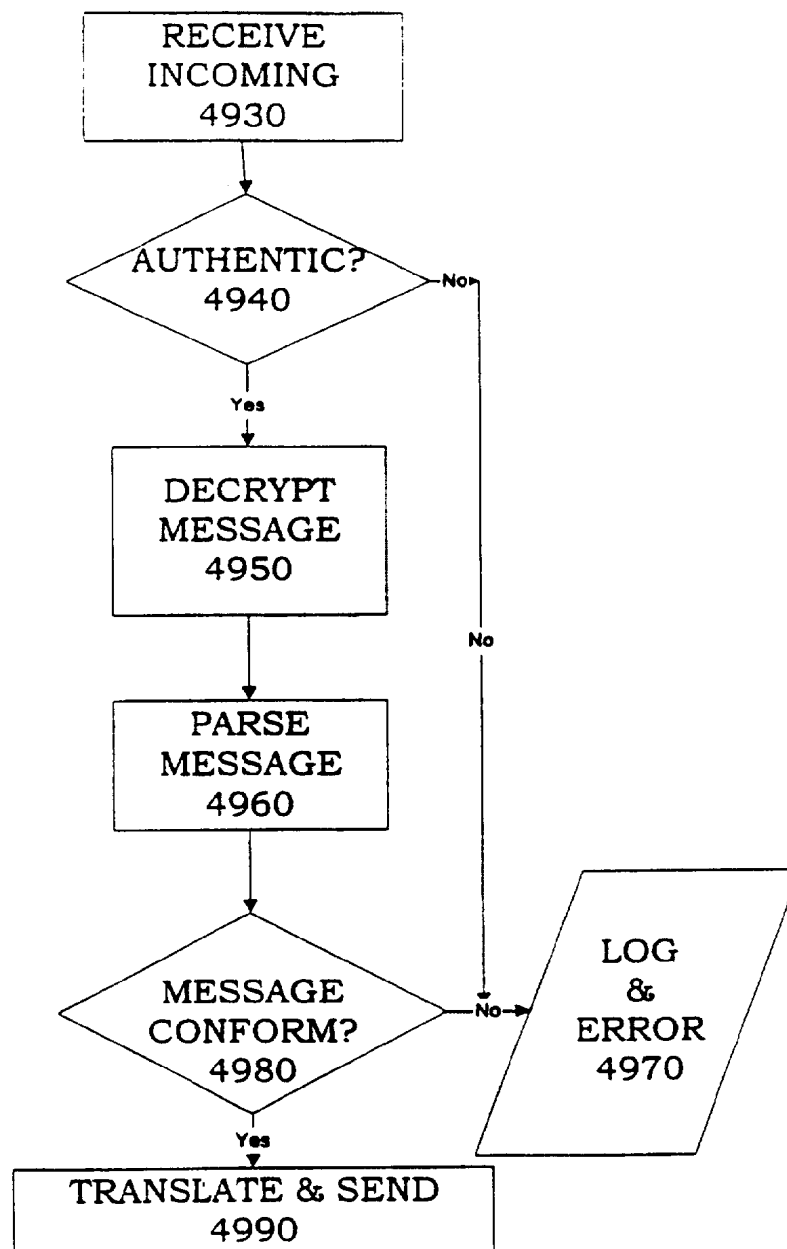 RECEIVE
INCOMING
4930
AUTHENTIC?
4940
No
Yes
DECRYPT
MESSAGE
4950
No
PARSE
MESSAGE
4960
MESSAGE
CONFORM?
4980
No
LOG
&
ERROR
4970
Yes
TRANSLATE & SEND
4990